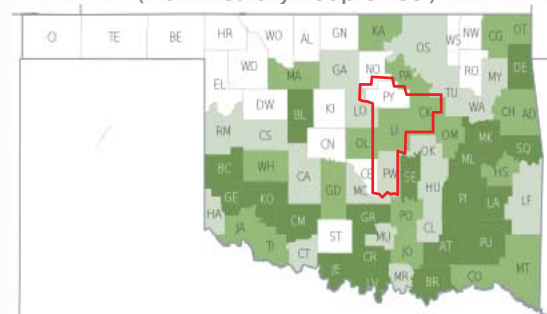 KA
CG
OT
HR
WO
AL
GN
NW
CI
TE
BE
OS
WS
WD
GA
NO
PA
RO
DE
MA
MY
EL
PY
TU
DW
LO
CK
WA
BL
KI
CH
AD
RM
CS
LI
OM
MK
CN
OL
OK
SQ
BC
WH
PW
SE
ML
HS
CA
GD
MC
HU
GE
KO
PI
LA
LF
HA
CM
GR
PO
JA
ST
MU
CL
AT
PU
TI
CT
CR
JO
MT
JE
MR
CO
LV
BR